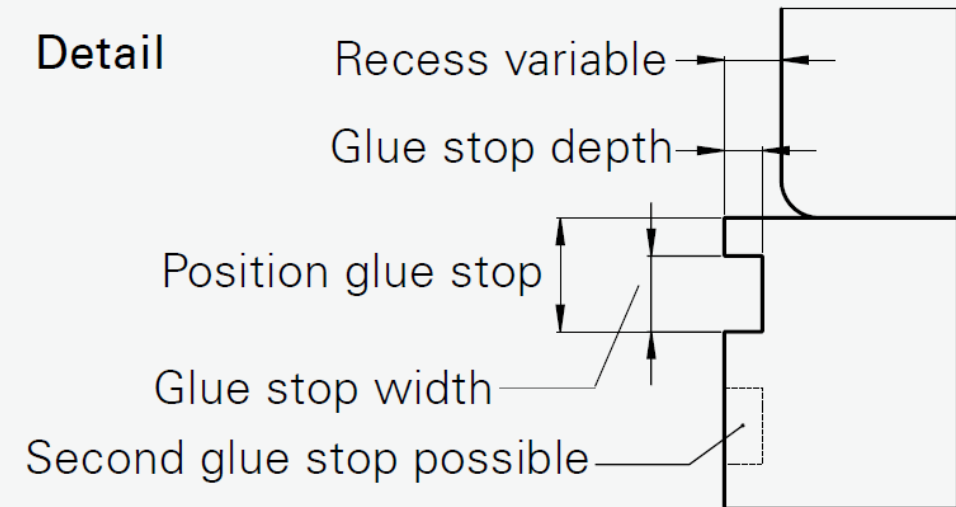 Detail
Recess variable
Glue stop depth
Position glue stop
Glue stop width
Second glue stop possible